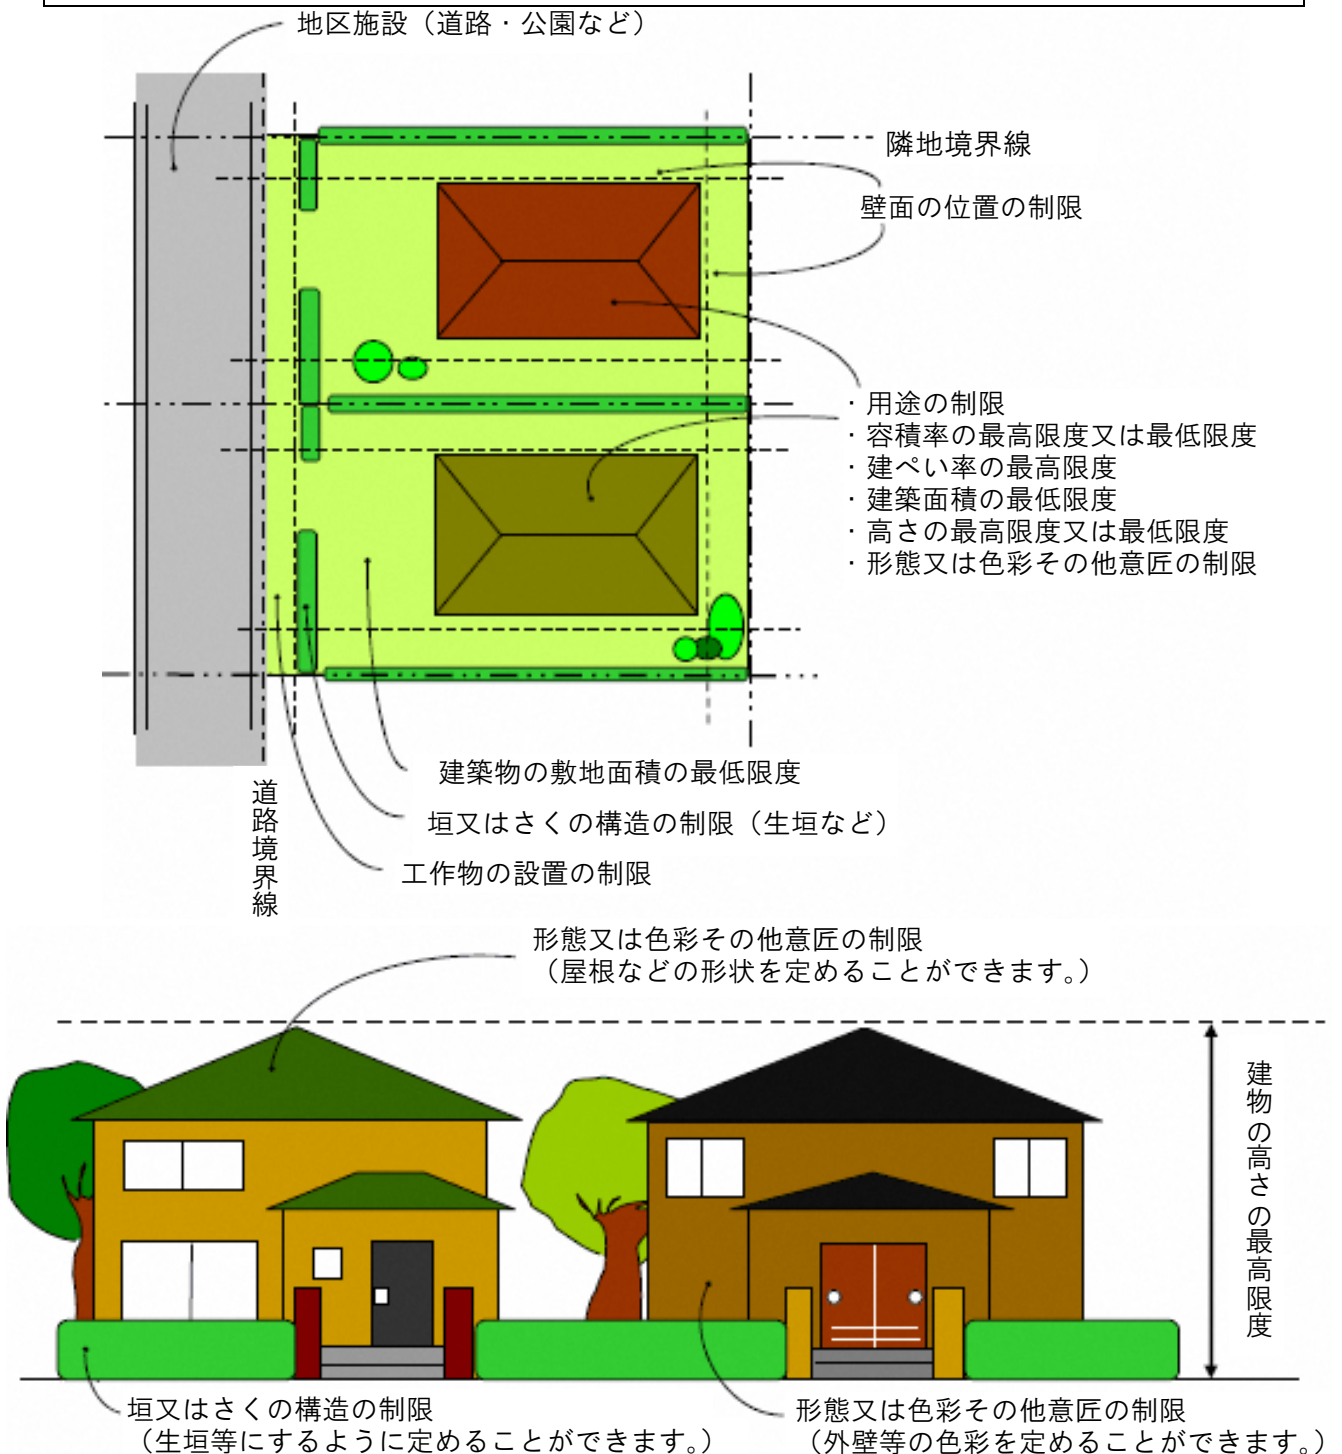 地区施設（道路・公園など）
隣地境界線
壁面の位置の制限
・用途の制限
・容積率の最高限度又は最低限度
・建ぺい率の最高限度
・建築面積の最低限度
・高さの最高限度又は最低限度
・形態又は色彩その他意匠の制限
建築物の敷地面積の最低限度
垣又はさくの構造の制限（生垣など）
工作物の設置の制限
道路境界線
形態又は色彩その他意匠の制限
（屋根などの形状を定めることができます。）
建物の高さの最高限度
垣又はさくの構造の制限
（生垣等にするように定めることができます。）
形態又は色彩その他意匠の制限
（外壁等の色彩を定めることができます。）